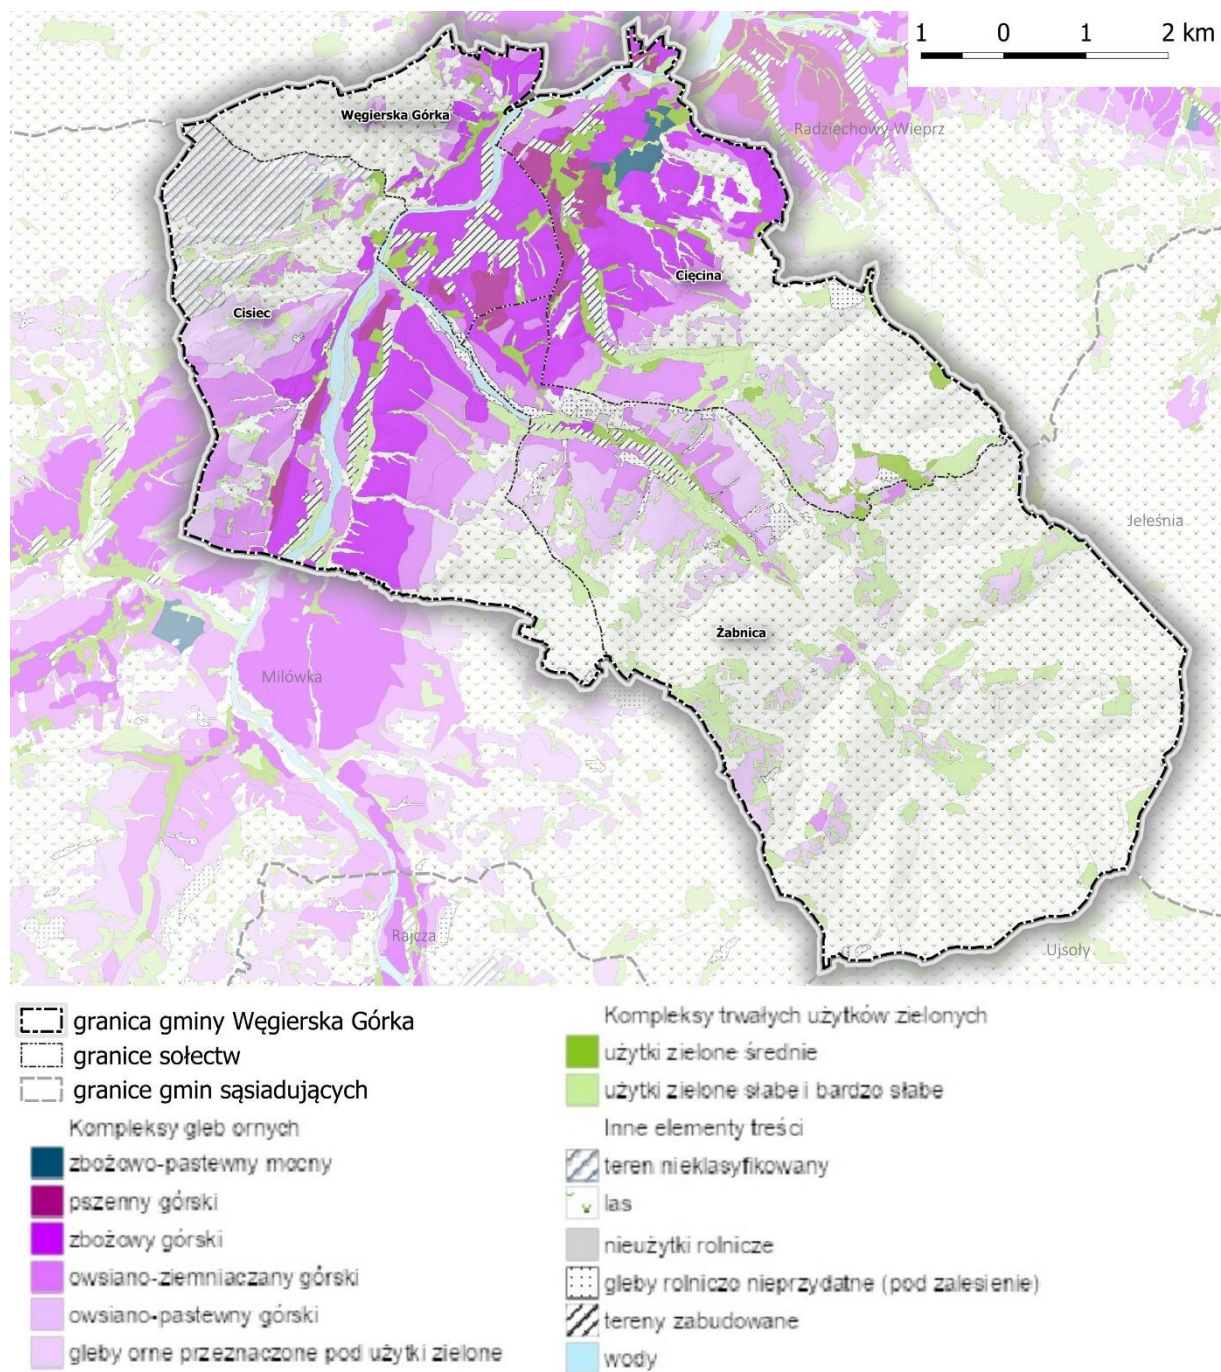 1 0 1 2 km
Węgierska Górka
Radziechowy-Wieprz
Cięcina
Cisiec
Jeleśnia
Żabnica
Milówka
Rajcza
Ujsoły
granica gminy Węgierska Górka
granice sołectw
granice gmin sąsiadujących
Kompleksy gleb ornych
zbożowo-pastewny mocny
pszenny górski
zbożowy górski
owsiano-ziemniaczany górski
owsiano-pastewny górski
gleby orne przeznaczone pod użytki zielone
Kompleksy trwałych użytków zielonych
użytki zielone średnie
użytki zielone słabe i bardzo słabe
Inne elementy treści
teren nieklasyfikowany
las
nieużytki rolnicze
gleby rolniczo nieprzydatne (pod zalesienie)
tereny zabudowane
wody